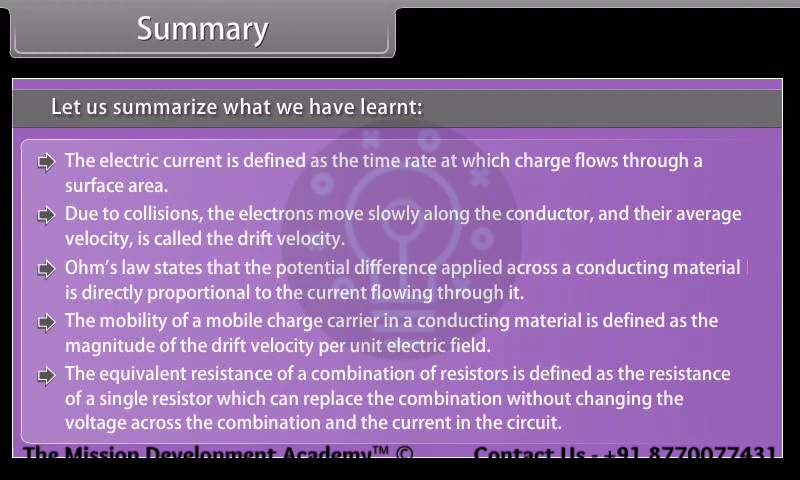 Summary
Let us summarize what we have learnt:
The electric current is defined as the time rate at which charge flows through a
surface area.
Due to collisions, the electrons move slowly along the conductor, and their average
velocity, is called the drift velocity.
Ohm's law states that the potential difference applied across a conducting material
is directly proportional to the current flowing through it.
The mobility of a mobile charge carrier in a conducting material is defined as the
magnitude of the drift velocity per unit electric field.
The equivalent resistance of a combination of resistors is defined as the resistance
of a single resistor which can replace the combination without changing the
voltage across the combination and the current in the circuit.
The Mission Development Academy™ © Contact Us - +91 8770077431